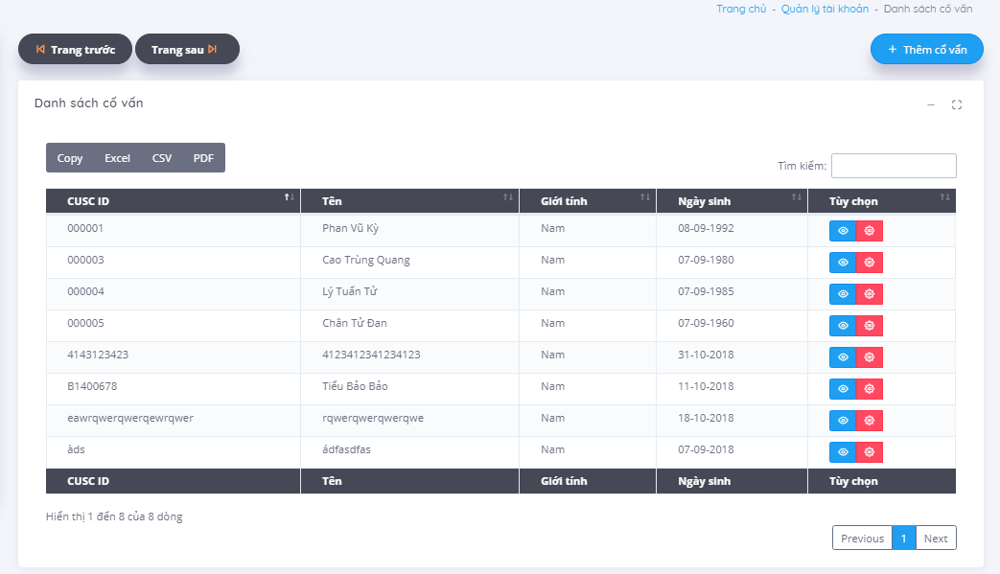 Trang chủ - Quản lý tài khoản - Danh sách cố vấn
Trang trước Trang sau + Thêm cố vấn
Danh sách cố vấn
Copy Excel CSV PDF
Tìm kiếm:
CUSC ID Tên Giới tính Ngày sinh Tùy chọn
000001 Phan Vũ Kỳ Nam 08-09-1992
000003 Cao Trùng Quang Nam 07-09-1980
000004 Lý Tuấn Tử Nam 07-09-1985
000005 Chân Tử Đan Nam 07-09-1960
4143123423 4123412341234123 Nam 31-10-2018
B1400678 Tiểu Bảo Bảo Nam 11-10-2018
eawrqwerqwerqewrqwer rqwerqwerqwerqwe Nam 18-10-2018
àds ádfasdfas Nam 07-09-2018
CUSC ID Tên Giới tính Ngày sinh Tùy chọn
Hiển thị 1 đến 8 của 8 dòng
Previous 1 Next